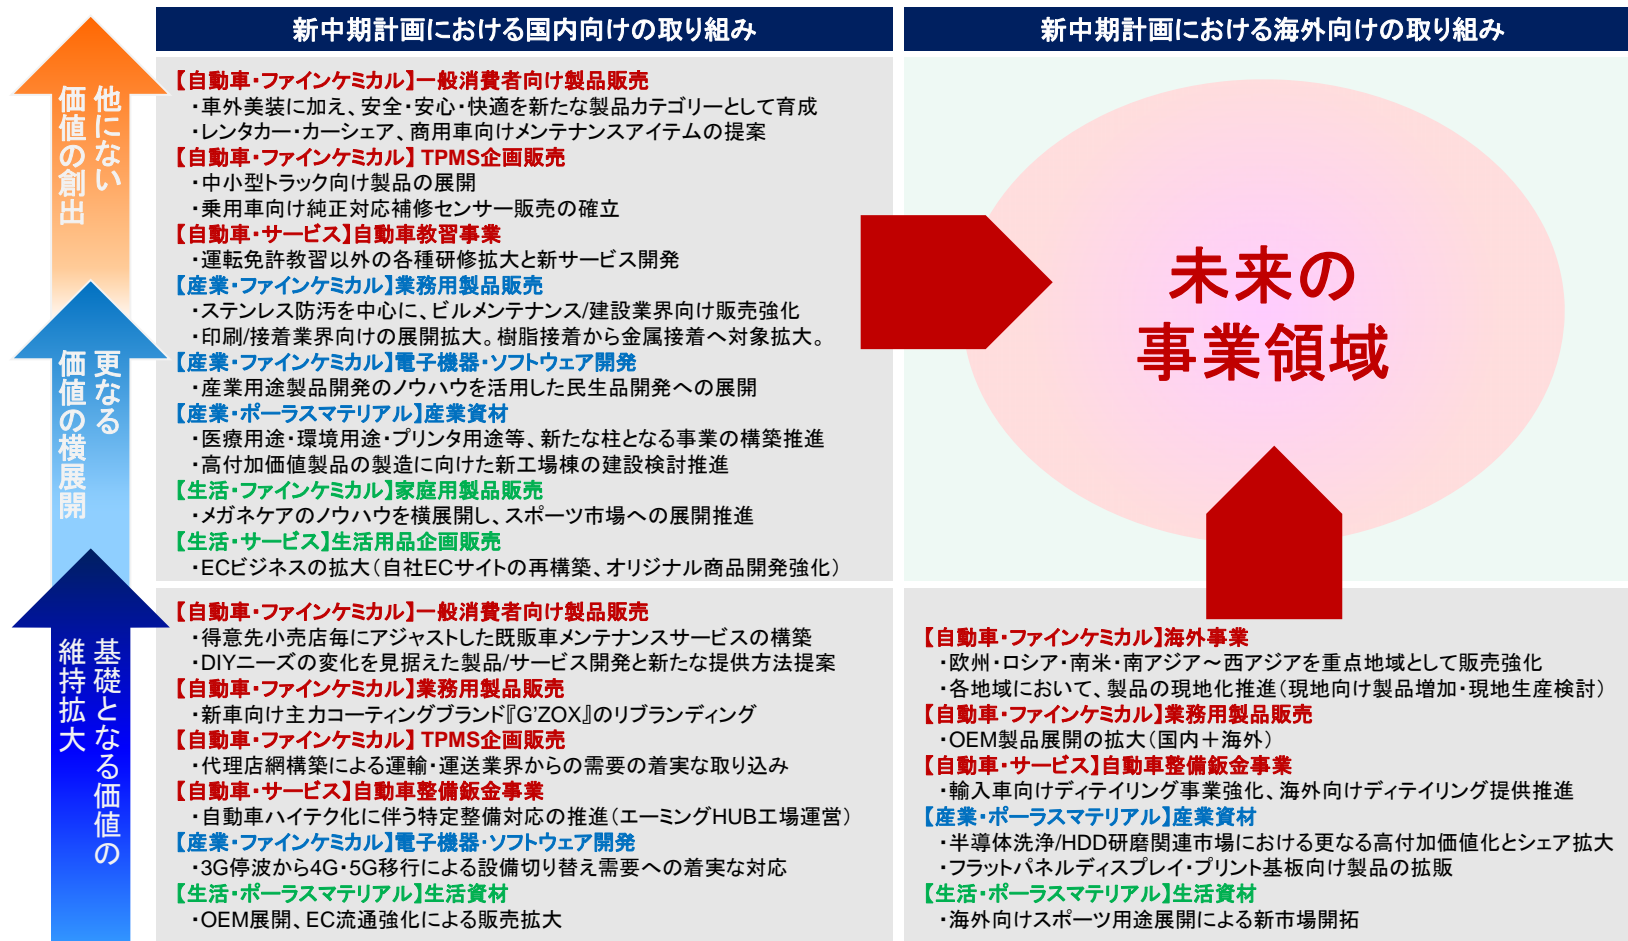 新中期計画における国内向けの取り組み
新中期計画における海外向けの取り組み
他にない
価値の創出
更なる
価値の横展開
基礎となる価値の
維持拡大
【自動車・ファインケミカル】一般消費者向け製品販売
・車外美装に加え、安全・安心・快適を新たな製品カテゴリーとして育成
・レンタカー・カーシェア、商用車向けメンテナンスアイテムの提案
【自動車・ファインケミカル】TPMS企画販売
・中小型トラック向け製品の展開
・乗用車向け純正対応補修センサー販売の確立
【自動車・サービス】自動車教習事業
・運転免許教習以外の各種研修拡大と新サービス開発
【産業・ファインケミカル】業務用製品販売
・ステンレス防汚を中心に、ビルメンテナンス/建設業界向け販売強化
・印刷/接着業界向けの展開拡大。樹脂接着から金属接着へ対象拡大。
【産業・ファインケミカル】電子機器・ソフトウェア開発
・産業用途製品開発のノウハウを活用した民生品開発への展開
【産業・ポーラスマテリアル】産業資材
・医療用途・環境用途・プリンタ用途等、新たな柱となる事業の構築推進
・高付加価値製品の製造に向けた新工場棟の建設検討推進
【生活・ファインケミカル】家庭用製品販売
・メガネケアのノウハウを横展開し、スポーツ市場への展開推進
【生活・サービス】生活用品企画販売
・ECビジネスの拡大(自社ECサイトの再構築、オリジナル商品開発強化)
未来の
事業領域
【自動車・ファインケミカル】一般消費者向け製品販売
・得意先小売店毎にアジャストした既販車メンテナンスサービスの構築
・DIYニーズの変化を見据えた製品/サービス開発と新たな提供方法提案
【自動車・ファインケミカル】業務用製品販売
・新車向け主力コーティングブランド『G'ZOX』のリブランディング
【自動車・ファインケミカル】TPMS企画販売
・代理店網構築による運輸・運送業界からの需要の着実な取り込み
【自動車・サービス】自動車整備鈑金事業
・自動車ハイテク化に伴う特定整備対応の推進(エーミングHUB工場運営)
【産業・ファインケミカル】電子機器・ソフトウェア開発
・3G停波から4G・5G移行による設備切り替え需要への着実な対応
【生活・ポーラスマテリアル】生活資材
・OEM展開、EC流通強化による販売拡大
【自動車・ファインケミカル】海外事業
・欧州・ロシア・南米・南アジア～西アジアを重点地域として販売強化
・各地域において、製品の現地化推進(現地向け製品増加・現地生産検討)
【自動車・ファインケミカル】業務用製品販売
・OEM製品展開の拡大(国内＋海外)
【自動車・サービス】自動車整備鈑金事業
・輸入車向けディテイリング事業強化、海外向けディテイリング提供推進
【産業・ポーラスマテリアル】産業資材
・半導体洗浄/HDD研磨関連市場における更なる高付加価値化とシェア拡大
・フラットパネルディスプレイ・プリント基板向け製品の拡販
【生活・ポーラスマテリアル】生活資材
・海外向けスポーツ用途展開による新市場開拓